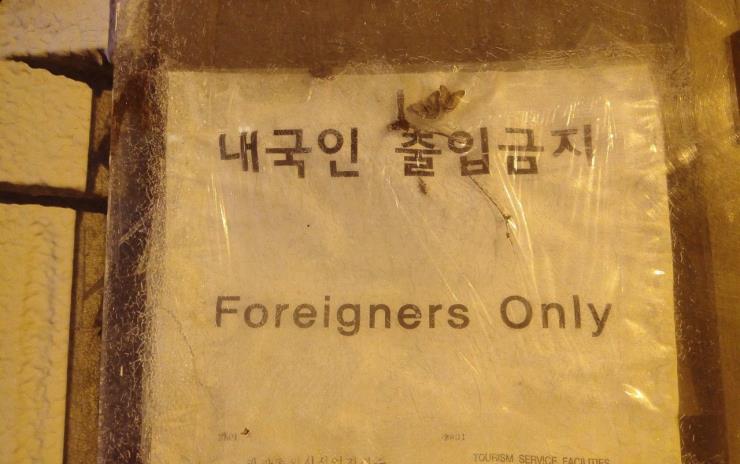 내국인 출입금지
Foreigners Only
TOURISM SERVICE FACILITIES